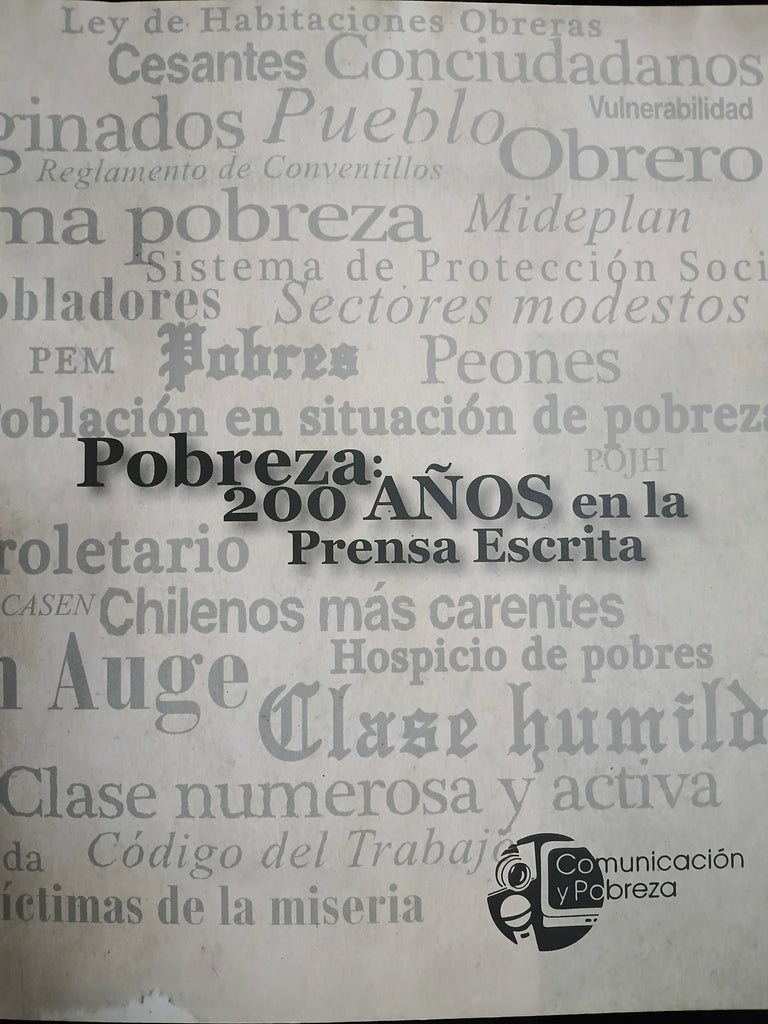 Ley de Habitaciones Obreras
Cesantes Conciudadanos
ginados Pueblo Vulnerabilidad
Reglamento de Conventillos Obrero
ma pobreza Mideplan
Sistema de Protección Soci
obladores Sectores modestos
PEM Pobres Peones
oblación en situación de pobreza
Pobreza: POJH
200 AÑOS en la
roletario Prensa Escrita
CASEN Chilenos más carentes
n Auge Hospicio de pobres
Clase humild
Clase numerosa y activa
da Código del Trabajo
íctimas de la miseria
Comunicación
y Pobreza